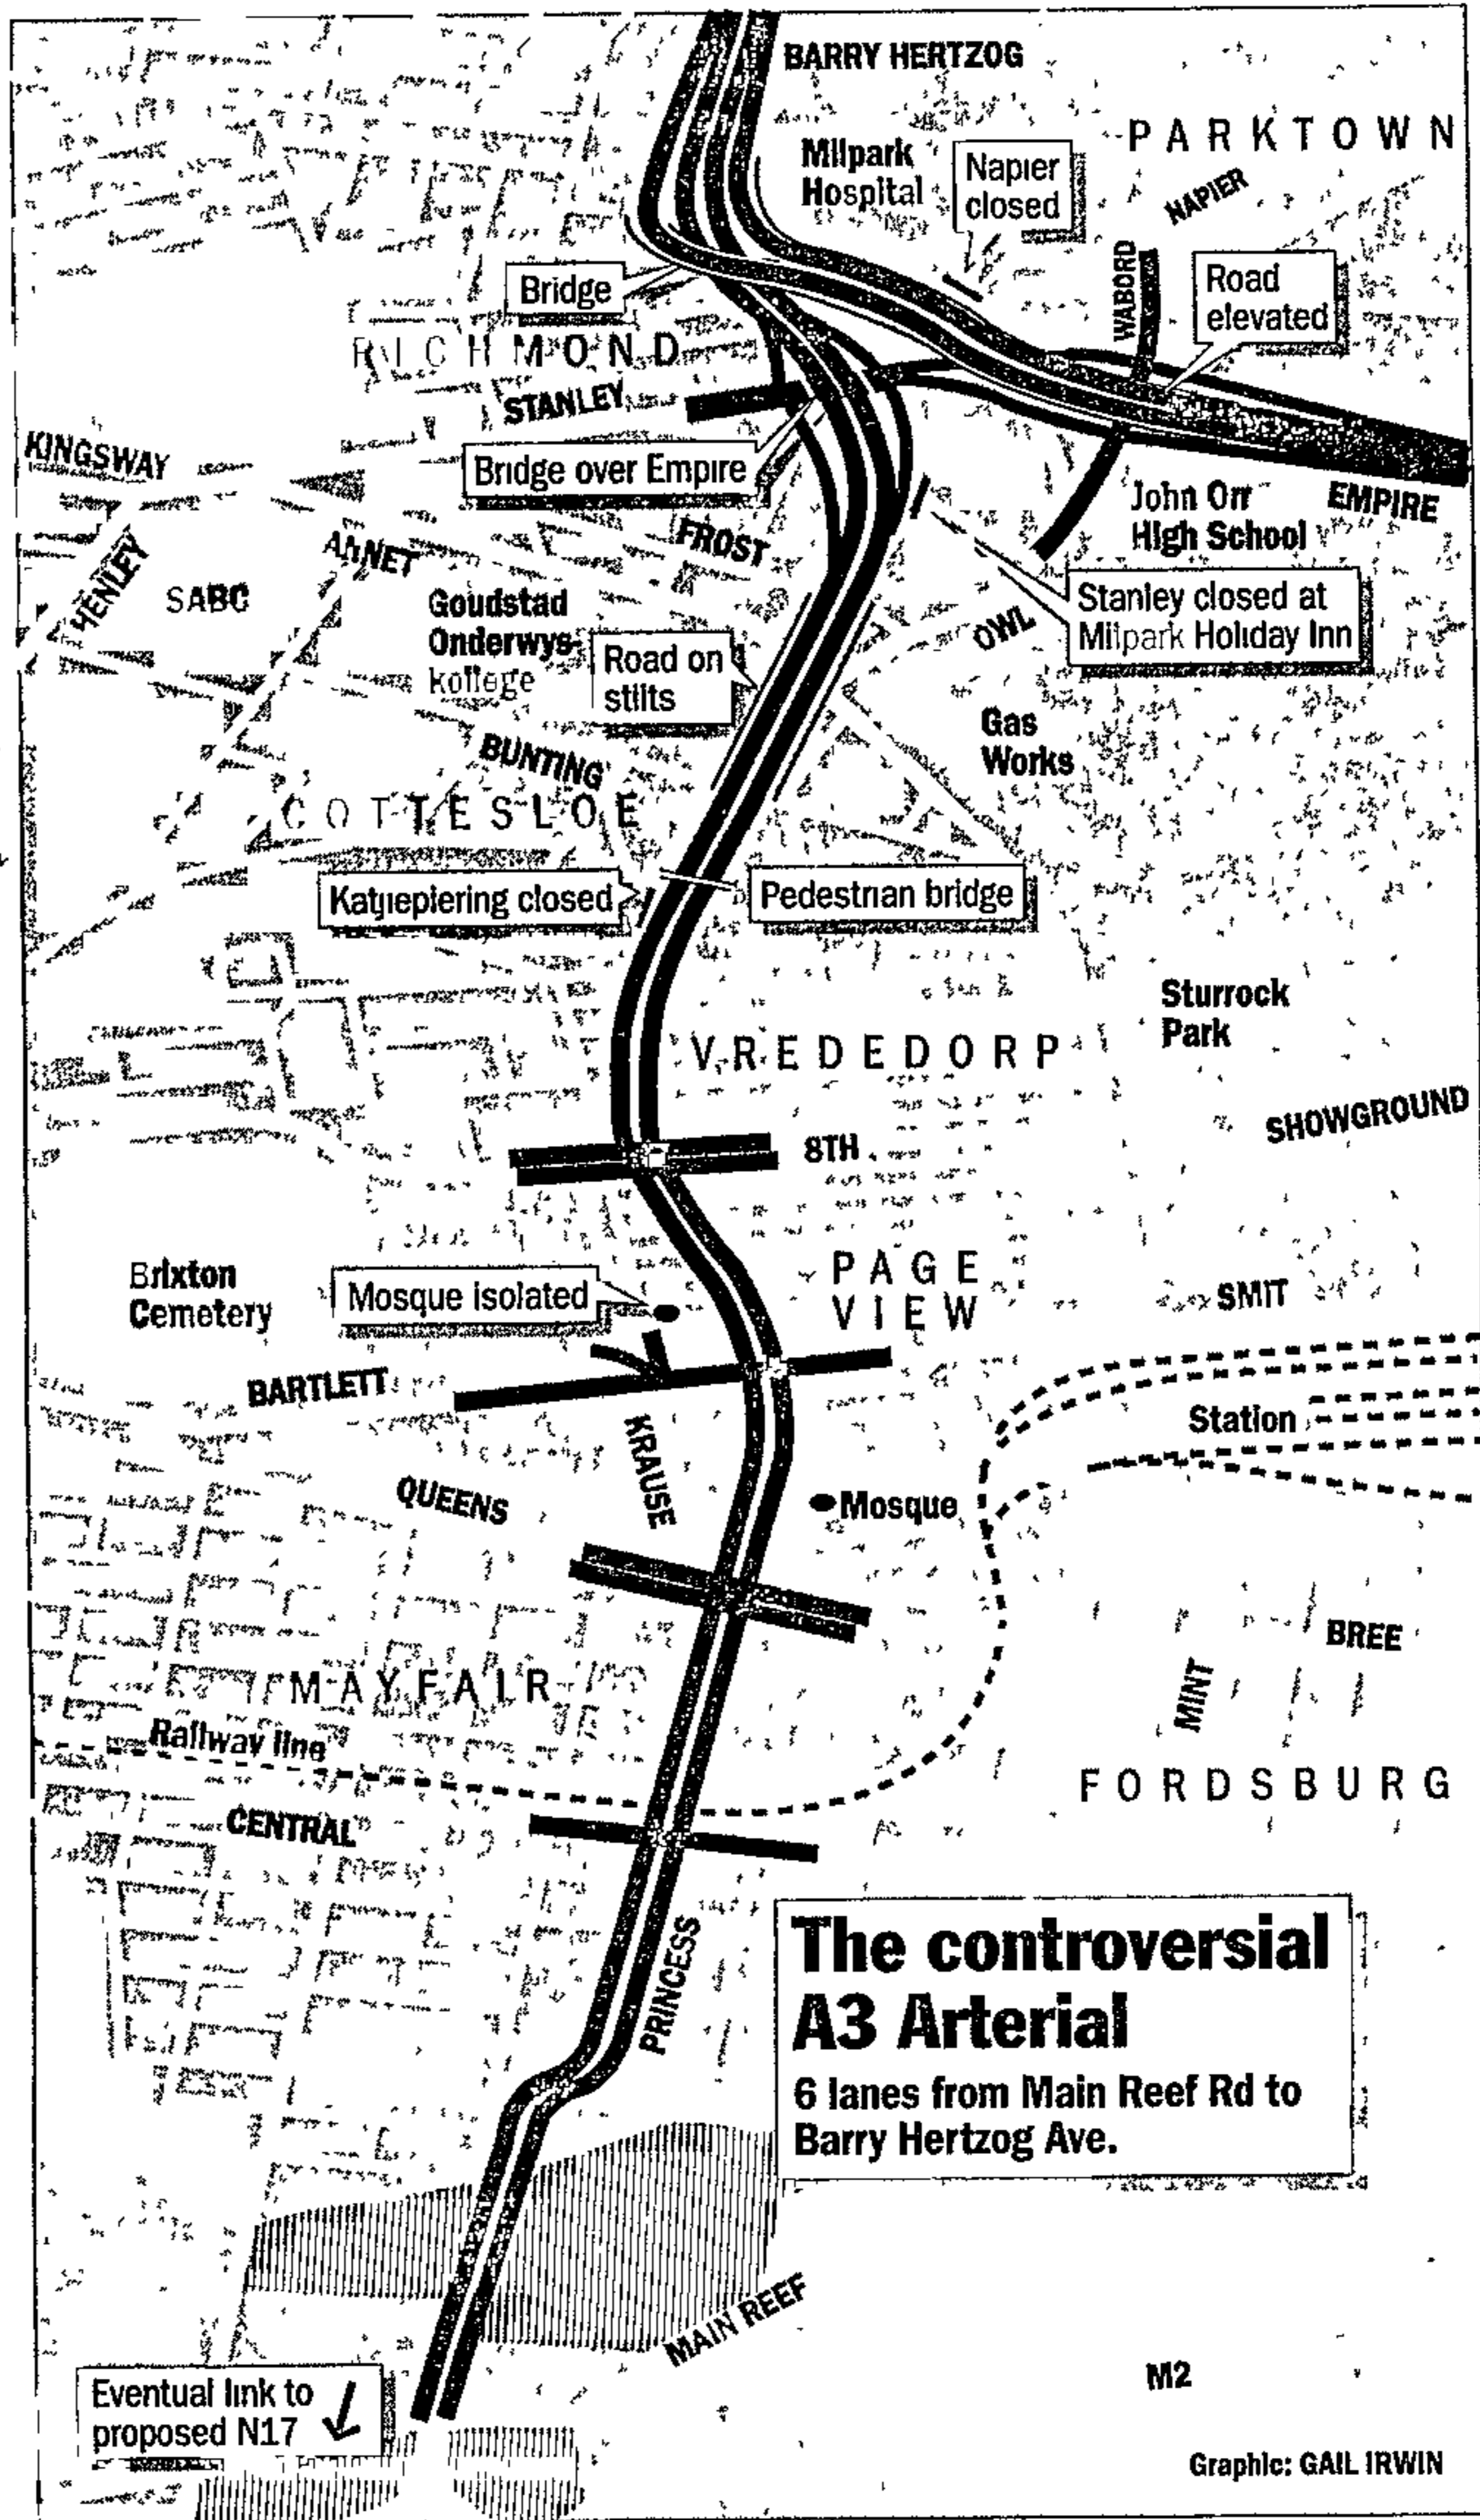 BARRY HERTZOG
PARKTOWN
Milpark
Hospital
Napier
closed
NAPIER
WABORD
Road
elevated
Bridge
RICHMOND
STANLEY
KINGSWAY
Bridge over Empire
John Orr
High School
EMPIRE
FROST
ANNET
HENLEY
SABC
Goudstad
Onderwys-
kollege
Road on
stilts
OWL
Stanley closed at
Milpark Holiday Inn
Gas
Works
BUNTING
COTTESLOE
Katjiepiering closed
Pedestrian bridge
Sturrock
Park
VREDEDORP
SHOWGROUND
8TH
Brixton
Cemetery
Mosque isolated
PAGE
VIEW
SMIT
BARTLETT
Station
KRAUSE
QUEENS
Mosque
BREE
MINT
MAYFAIR
Railway line
FORDSBURG
CENTRAL
PRINCESS
The controversial
A3 Arterial
6 lanes from Main Reef Rd to
Barry Hertzog Ave.
MAIN REEF
M2
Eventual link to
proposed N17
Graphic: GAIL IRWIN